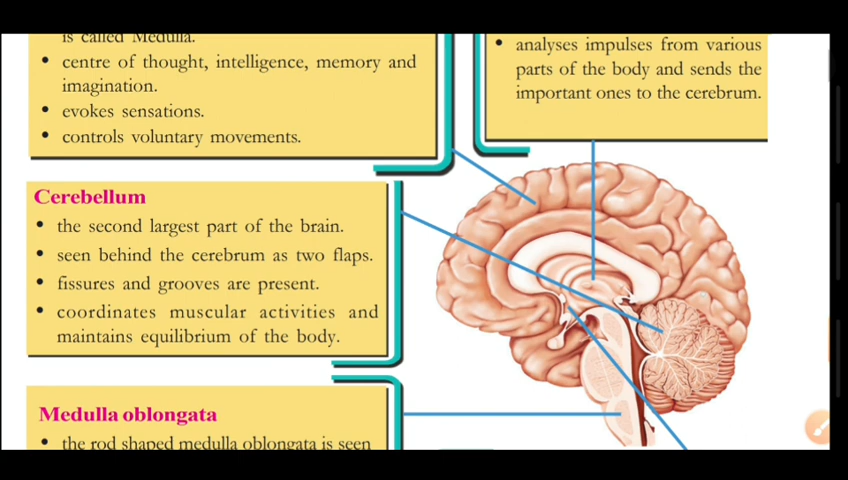 is called Medulla.
• centre of thought, intelligence, memory and
imagination.
• evokes sensations.
• controls voluntary movements.
• analyses impulses from various
parts of the body and sends the
important ones to the cerebrum.
Cerebellum
• the second largest part of the brain.
• seen behind the cerebrum as two flaps.
• fissures and grooves are present.
• coordinates muscular activities and
maintains equilibrium of the body.
Medulla oblongata
• the rod shaped medulla oblongata is seen